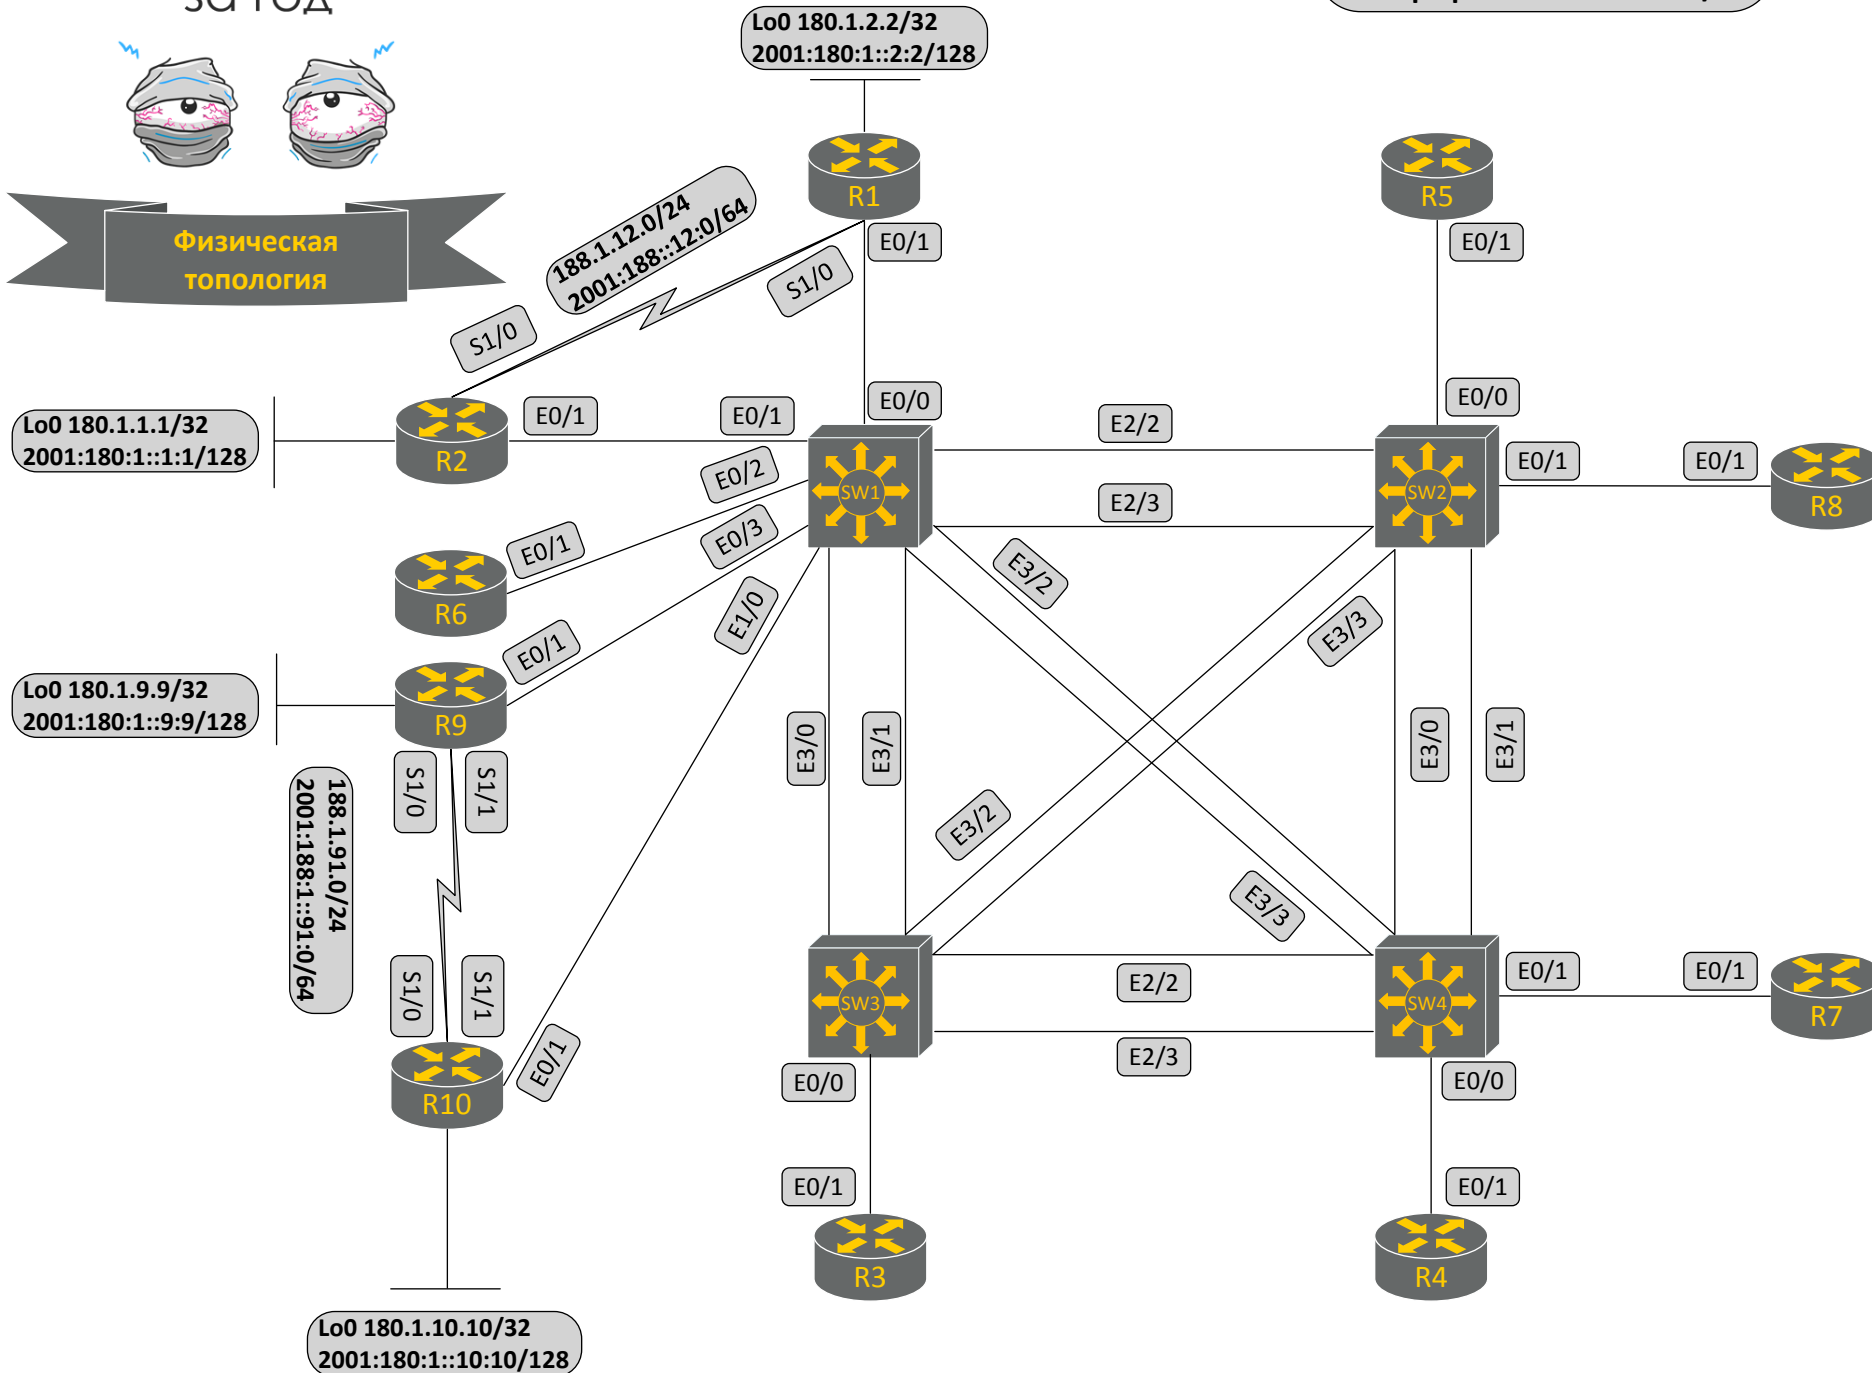 за год
Lo0 180.1.2.2/32
2001:180:1::2:2/128
R1
R5
Физическая
топология
188.1.12.0/24
2001:188::12:0/64
E0/1
E0/1
S1/0
S1/0
E0/0
E0/0
Lo0 180.1.1.1/32
2001:180:1::1:1/128
R2
E0/1
E0/1
E2/2
SW1
SW2
E0/1
E0/1
R8
E0/2
E2/3
E0/3
E0/1
R6
E1/0
E3/2
E3/3
E0/1
Lo0 180.1.9.9/32
2001:180:1::9:9/128
R9
S1/0
S1/1
188.1.91.0/24
2001:188:1::91:0/64
E3/0
E3/1
E3/0
E3/1
E3/2
E3/3
S1/0
S1/1
SW3
SW4
E2/2
E0/1
E0/1
R7
R10
E0/1
E2/3
E0/0
E0/0
E0/1
E0/1
R3
R4
Lo0 180.1.10.10/32
2001:180:1::10:10/128